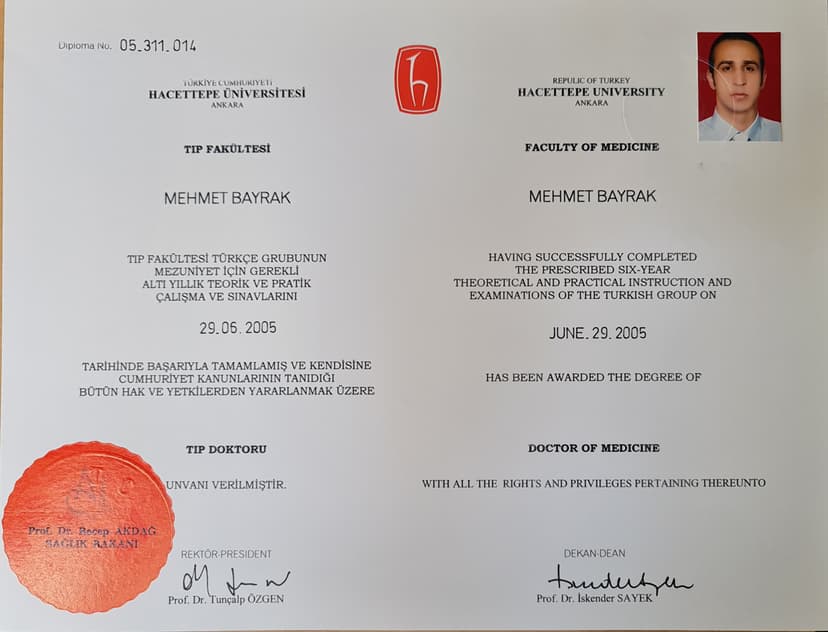 Diploma No. 05.311.014
TÜRKİYE CUMHURİYETİ
HACETTEPE ÜNİVERSİTESİ
ANKARA
TIP FAKÜLTESİ
MEHMET BAYRAK
TIP FAKÜLTESİ TÜRKÇE GRUBUNUN
MEZUNİYET İÇİN GEREKLİ
ALTI YILLIK TEORİK VE PRATİK
ÇALIŞMA VE SINAVLARINI
29.06.2005
TARİHİNDE BAŞARIYLA TAMAMLAMIŞ VE KENDİSİNE
CUMHURİYET KANUNLARININ TANIDIĞI
BÜTÜN HAK VE YETKİLERDEN YARARLANMAK ÜZERE
TIP DOKTORU
UNVANI VERİLMİŞTİR.
Prof. Dr. Recep AKDAĞ
SAĞLIK BAKANI
REKTÖR-PRESIDENT
Prof. Dr. Tunçalp ÖZGEN
REPULIC OF TURKEY
HACETTEPE UNIVERSITY
ANKARA
FACULTY OF MEDICINE
MEHMET BAYRAK
HAVING SUCCESSFULLY COMPLETED
THE PRESCRIBED SIX-YEAR
THEORETICAL AND PRACTICAL INSTRUCTION AND
EXAMINATIONS OF THE TURKISH GROUP ON
JUNE.29.2005
HAS BEEN AWARDED THE DEGREE OF
DOCTOR OF MEDICINE
WITH ALL THE RIGHTS AND PRIVILEGES PERTAINING THEREUNTO
DEKAN-DEAN
Prof. Dr. İskender SAYEK